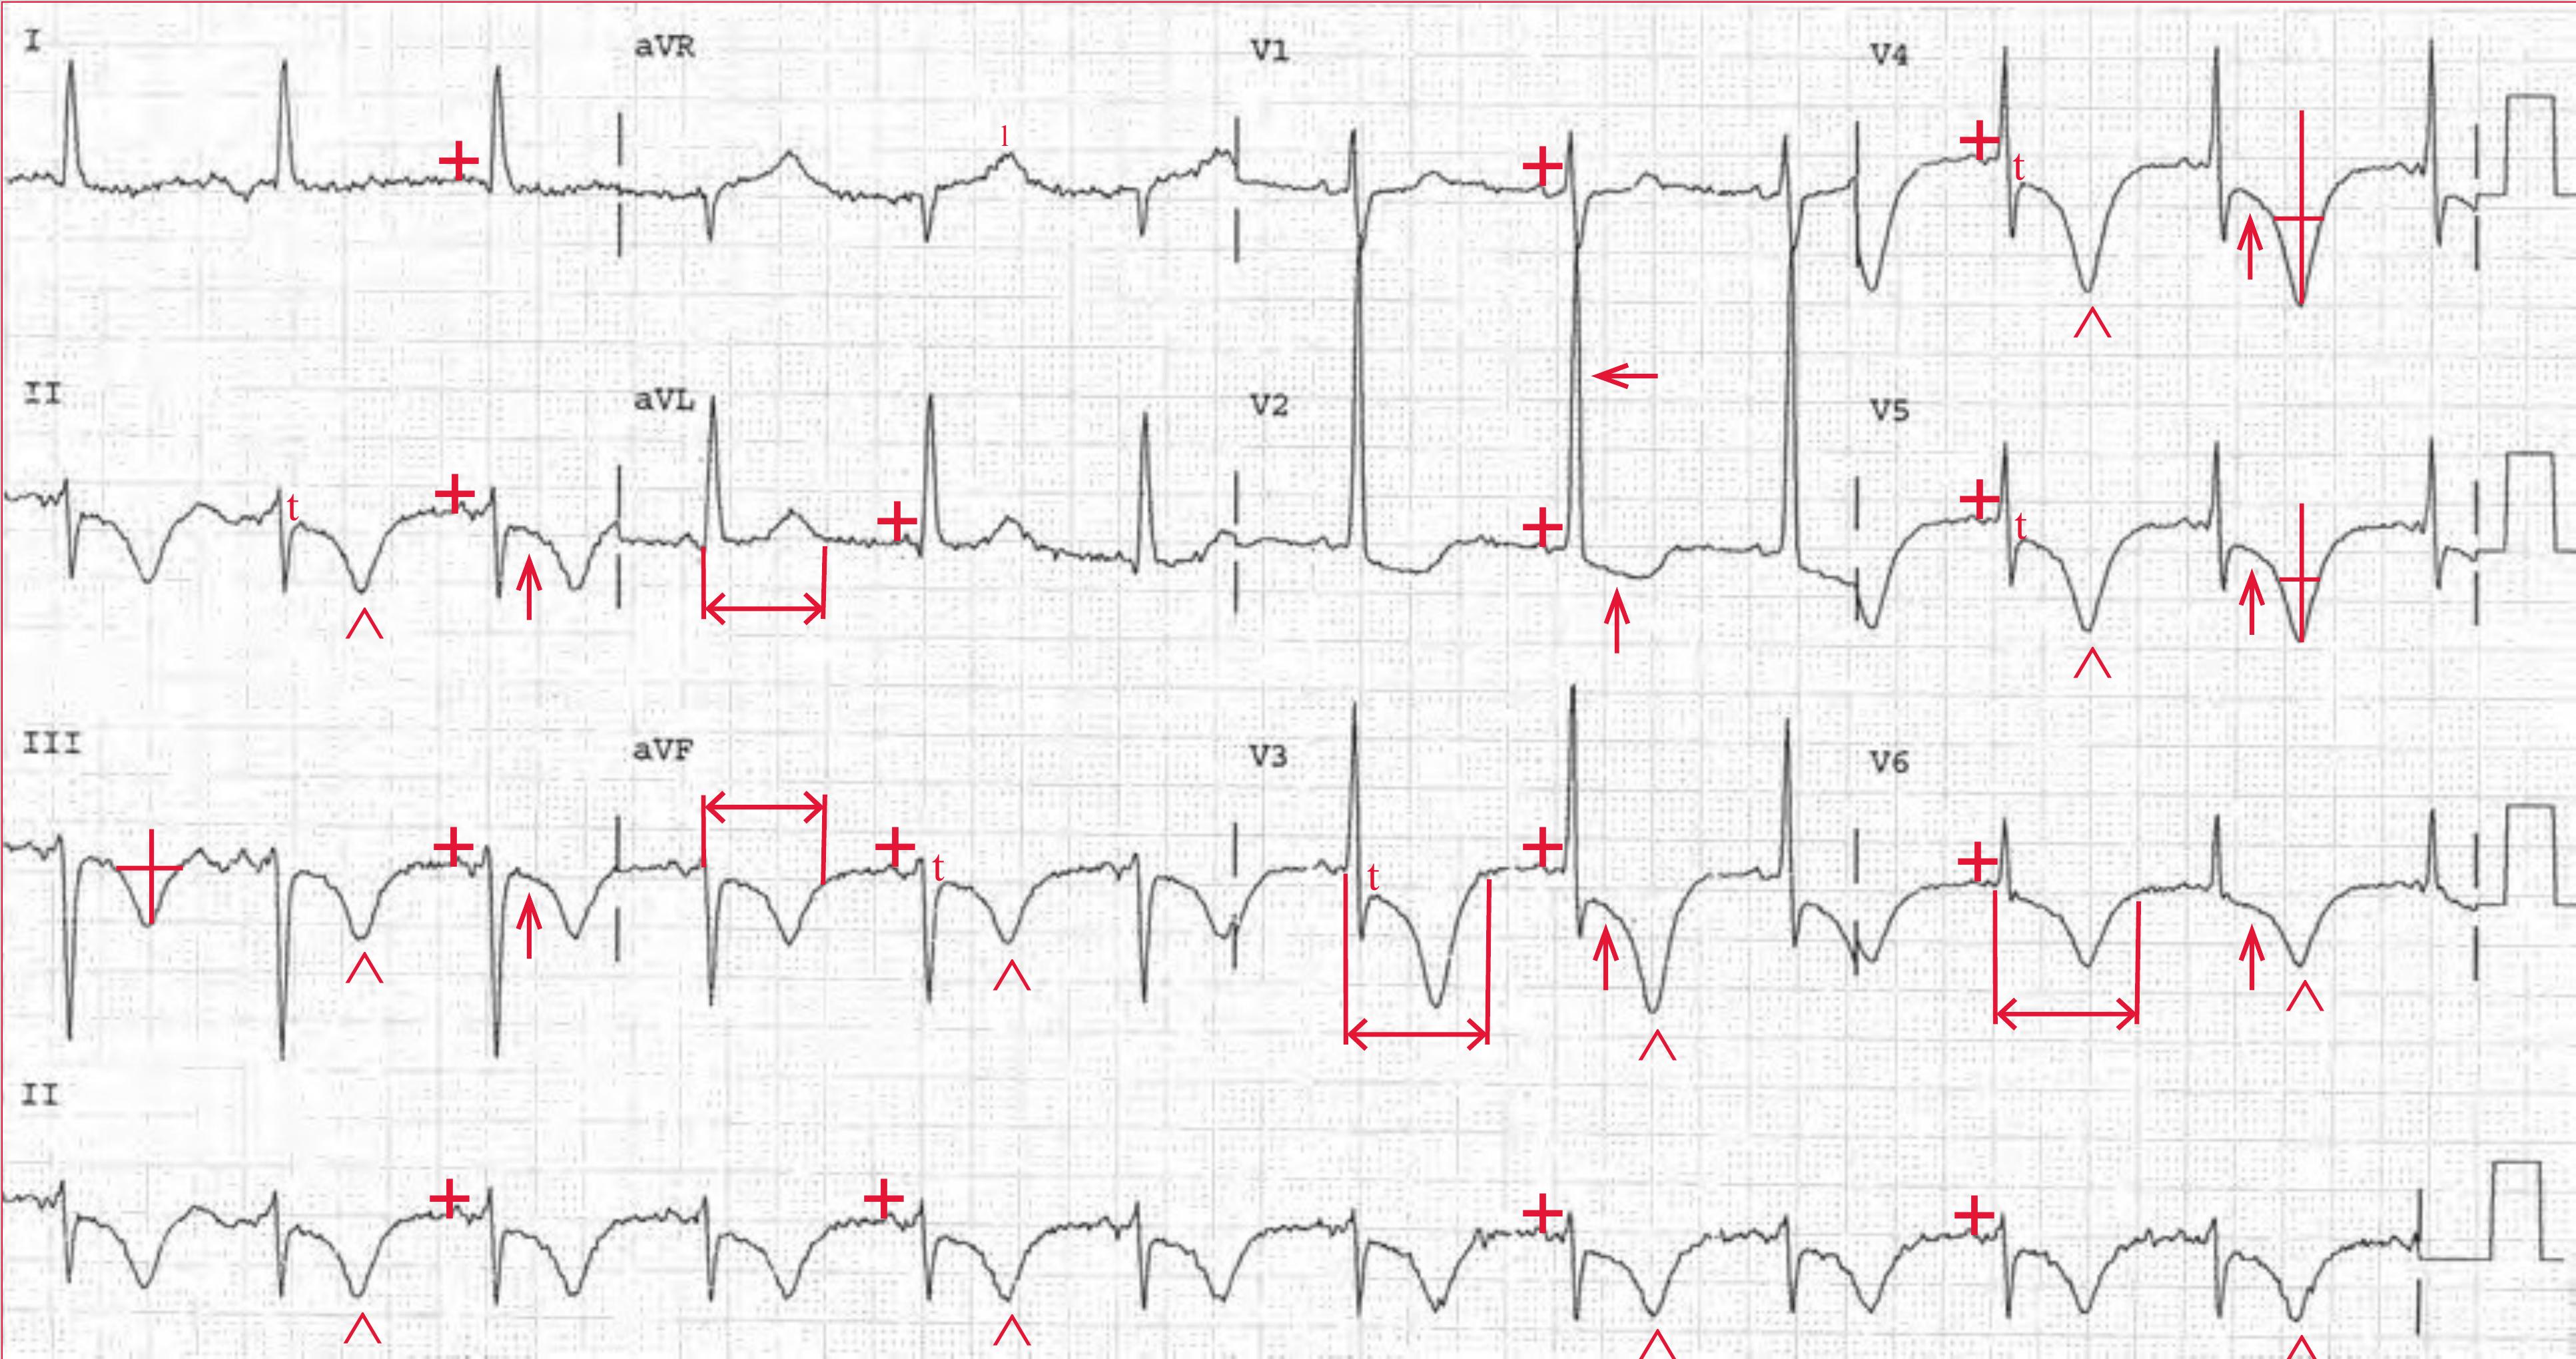 I aVR V1 V4
+ l + + t
^
II aVL V2 V5
+ t + + + t
^ ^
III aVF V3 V6
+ + t + t +
^ ^ ^ ^
II
+ + + +
^ ^ ^ ^